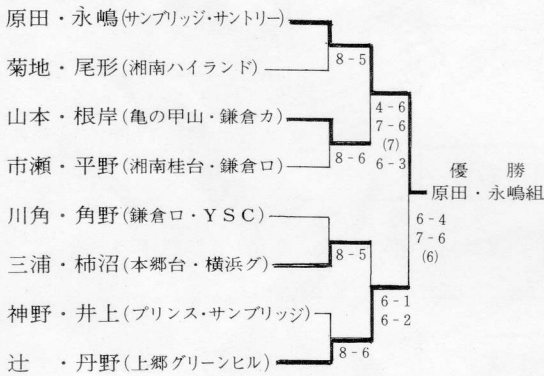 原田・永嶋(サンブリッジ・サントリー)
8-5
菊地・尾形(湘南ハイランド)
山本・根岸(亀の甲山・鎌倉カ)
8-6
市瀬・平野(湘南桂台・鎌倉ロ)
4-6
7-6
(7)
6-3
川角・角野(鎌倉ロ・YSC)
8-5
三浦・柿沼(本郷台・横浜グ)
神野・井上(プリンス・サンブリッジ)
8-6
辻　・丹野(上郷グリーンヒル)
6-1
6-2
優　勝
原田・永嶋組
6-4
7-6
(6)